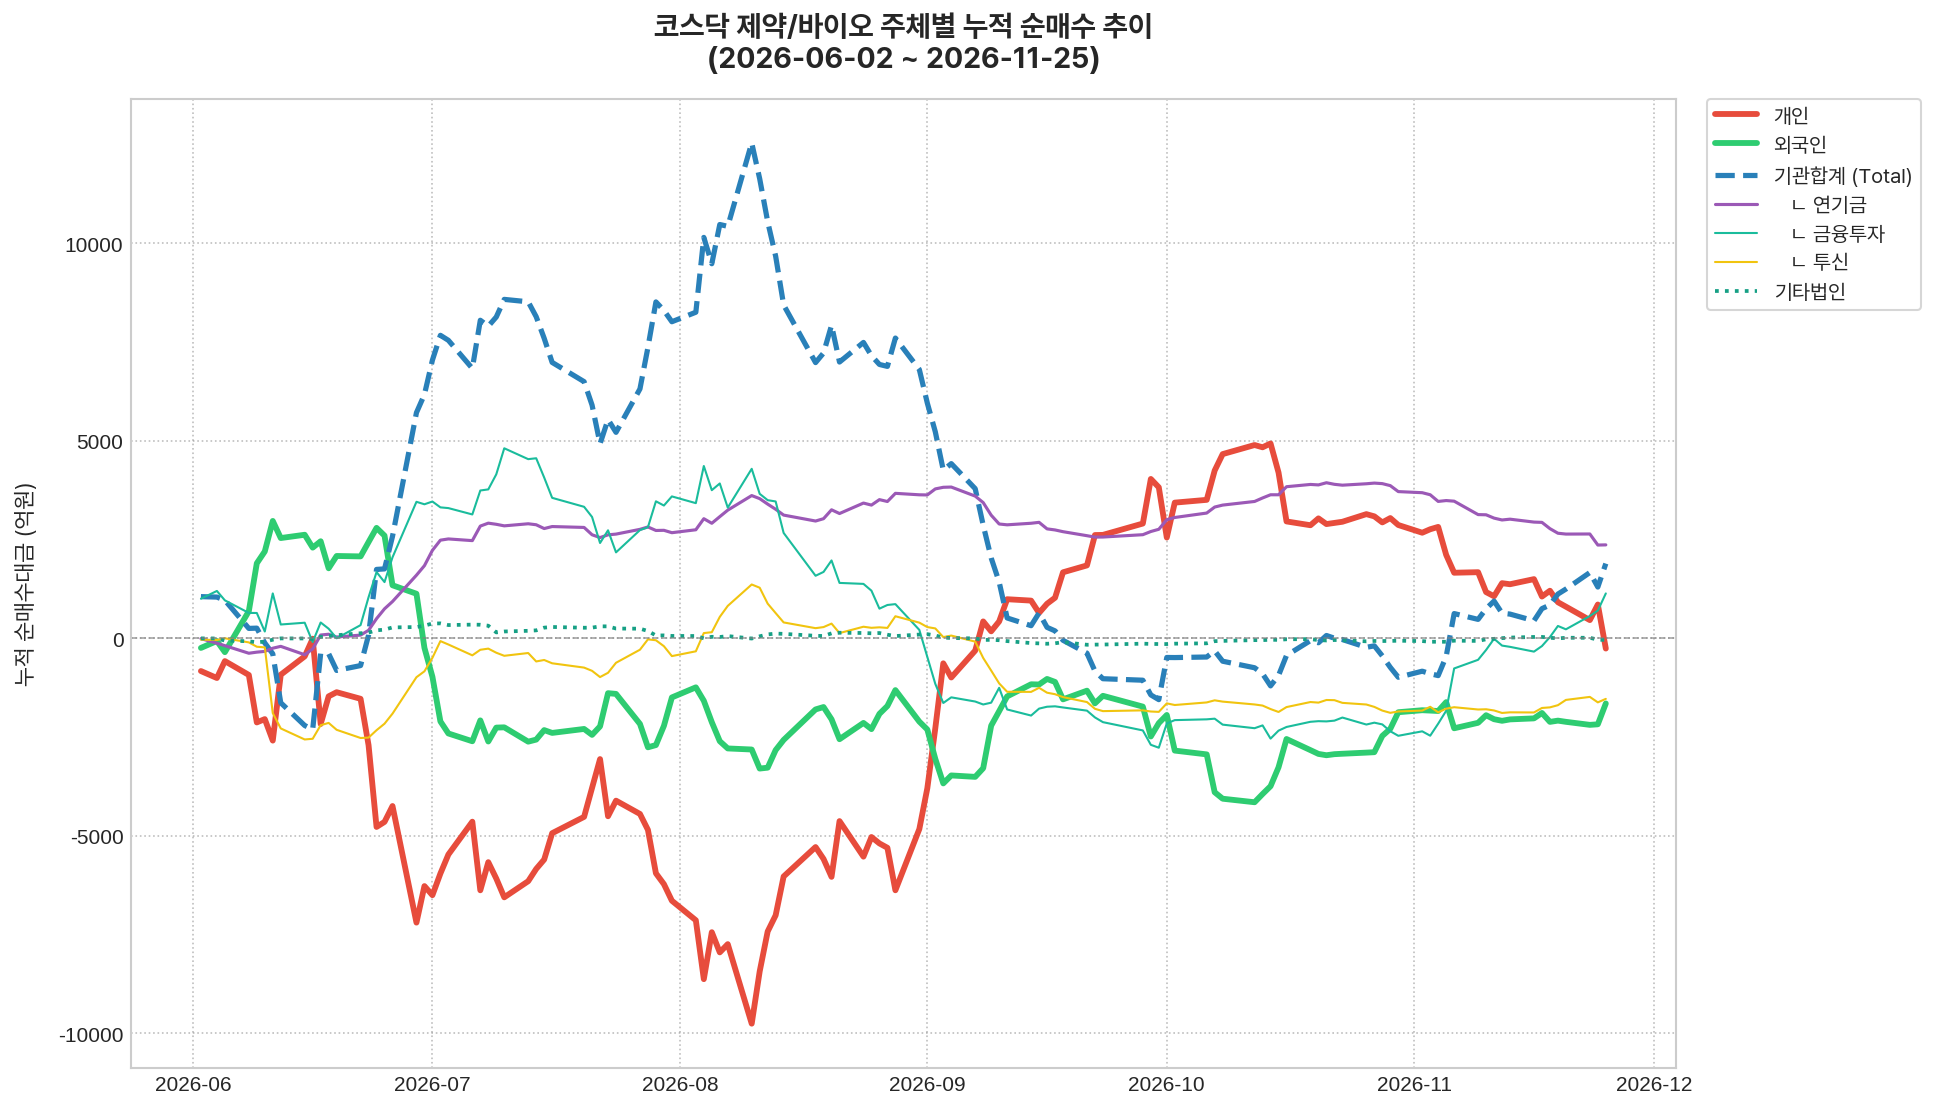 코스닥 제약/바이오 주체별 누적 순매수 추이
(2026-06-02 ~ 2026-11-25)
개인
외국인
기관합계 (Total)
ㄴ 연기금
ㄴ 금융투자
ㄴ 투신
기타법인
누적 순매수대금 (억원)
10000
5000
0
-5000
-10000
2026-06 2026-07 2026-08 2026-09 2026-10 2026-11 2026-12